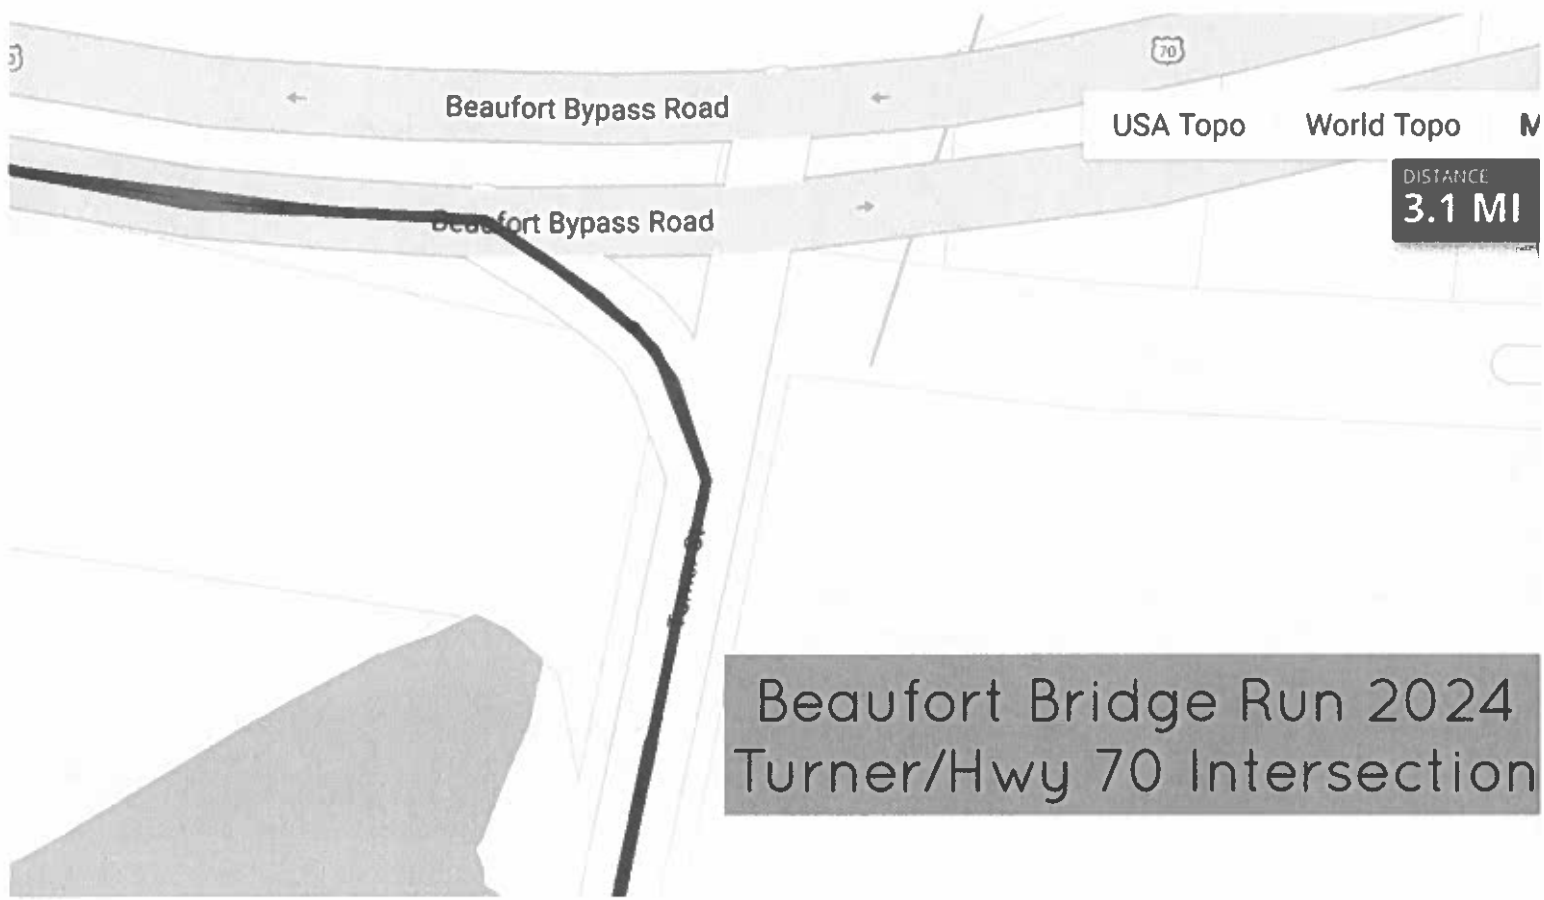 70
Beaufort Bypass Road
USA Topo World Topo M
DISTANCE
3.1 MI
Beaufort Bypass Road
Beaufort Bridge Run 2024
Turner/Hwy 70 Intersection